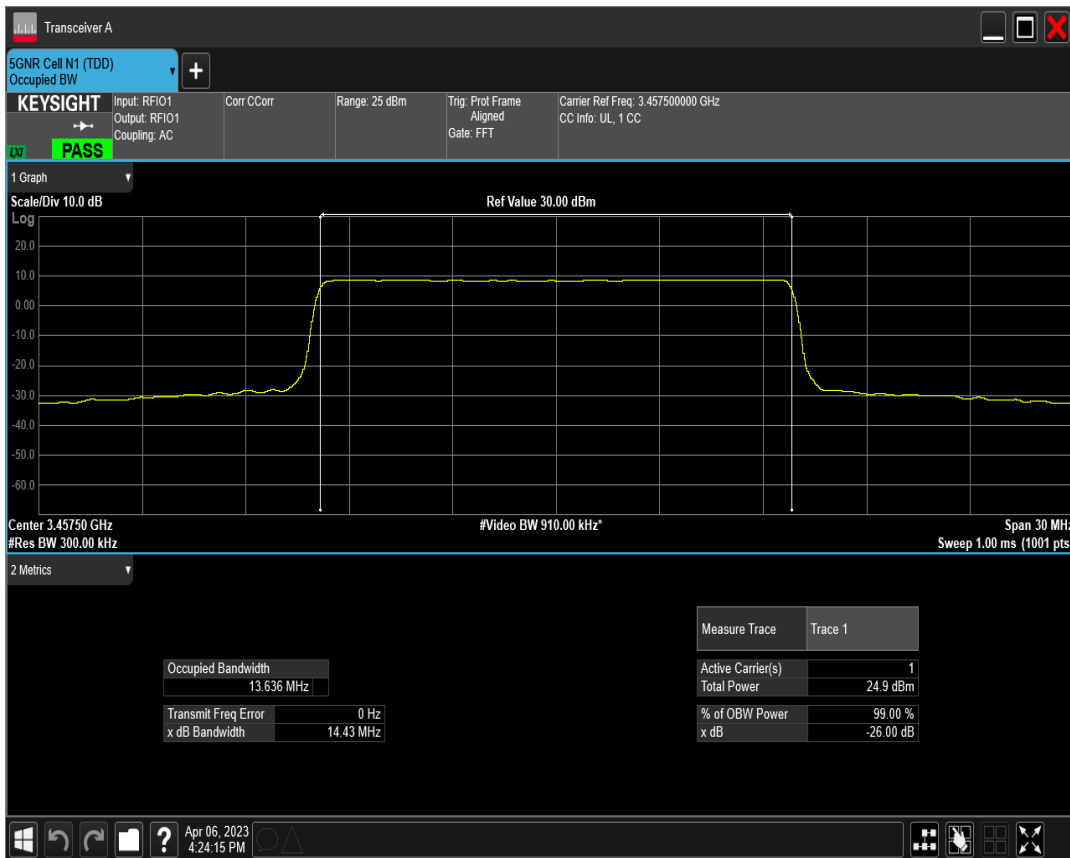 Transceiver A
5GNR Cell N1 (TDD)
Occupied BW
+
KEYSIGHT
LXI
PASS
Input: RFIO1
Output: RFIO1
Coupling: AC
Corr CCorr
Range: 25 dBm
Trig: Prot Frame
Aligned
Gate: FFT
Carrier Ref Freq: 3.457500000 GHz
CC Info: UL, 1 CC
1 Graph
Scale/Div 10.0 dB
Ref Value 30.00 dBm
Log
20.0
10.0
0.00
-10.0
-20.0
-30.0
-40.0
-50.0
-60.0
Center 3.45750 GHz
#Video BW 910.00 kHz*
Span 30 MHz
#Res BW 300.00 kHz
Sweep 1.00 ms (1001 pts
2 Metrics
Measure Trace Trace 1
Occupied Bandwidth
13.636 MHz
Active Carrier(s) 1
Total Power 24.9 dBm
Transmit Freq Error 0 Hz
x dB Bandwidth 14.43 MHz
% of OBW Power 99.00 %
x dB -26.00 dB
?
Apr 06, 2023
4:24:15 PM